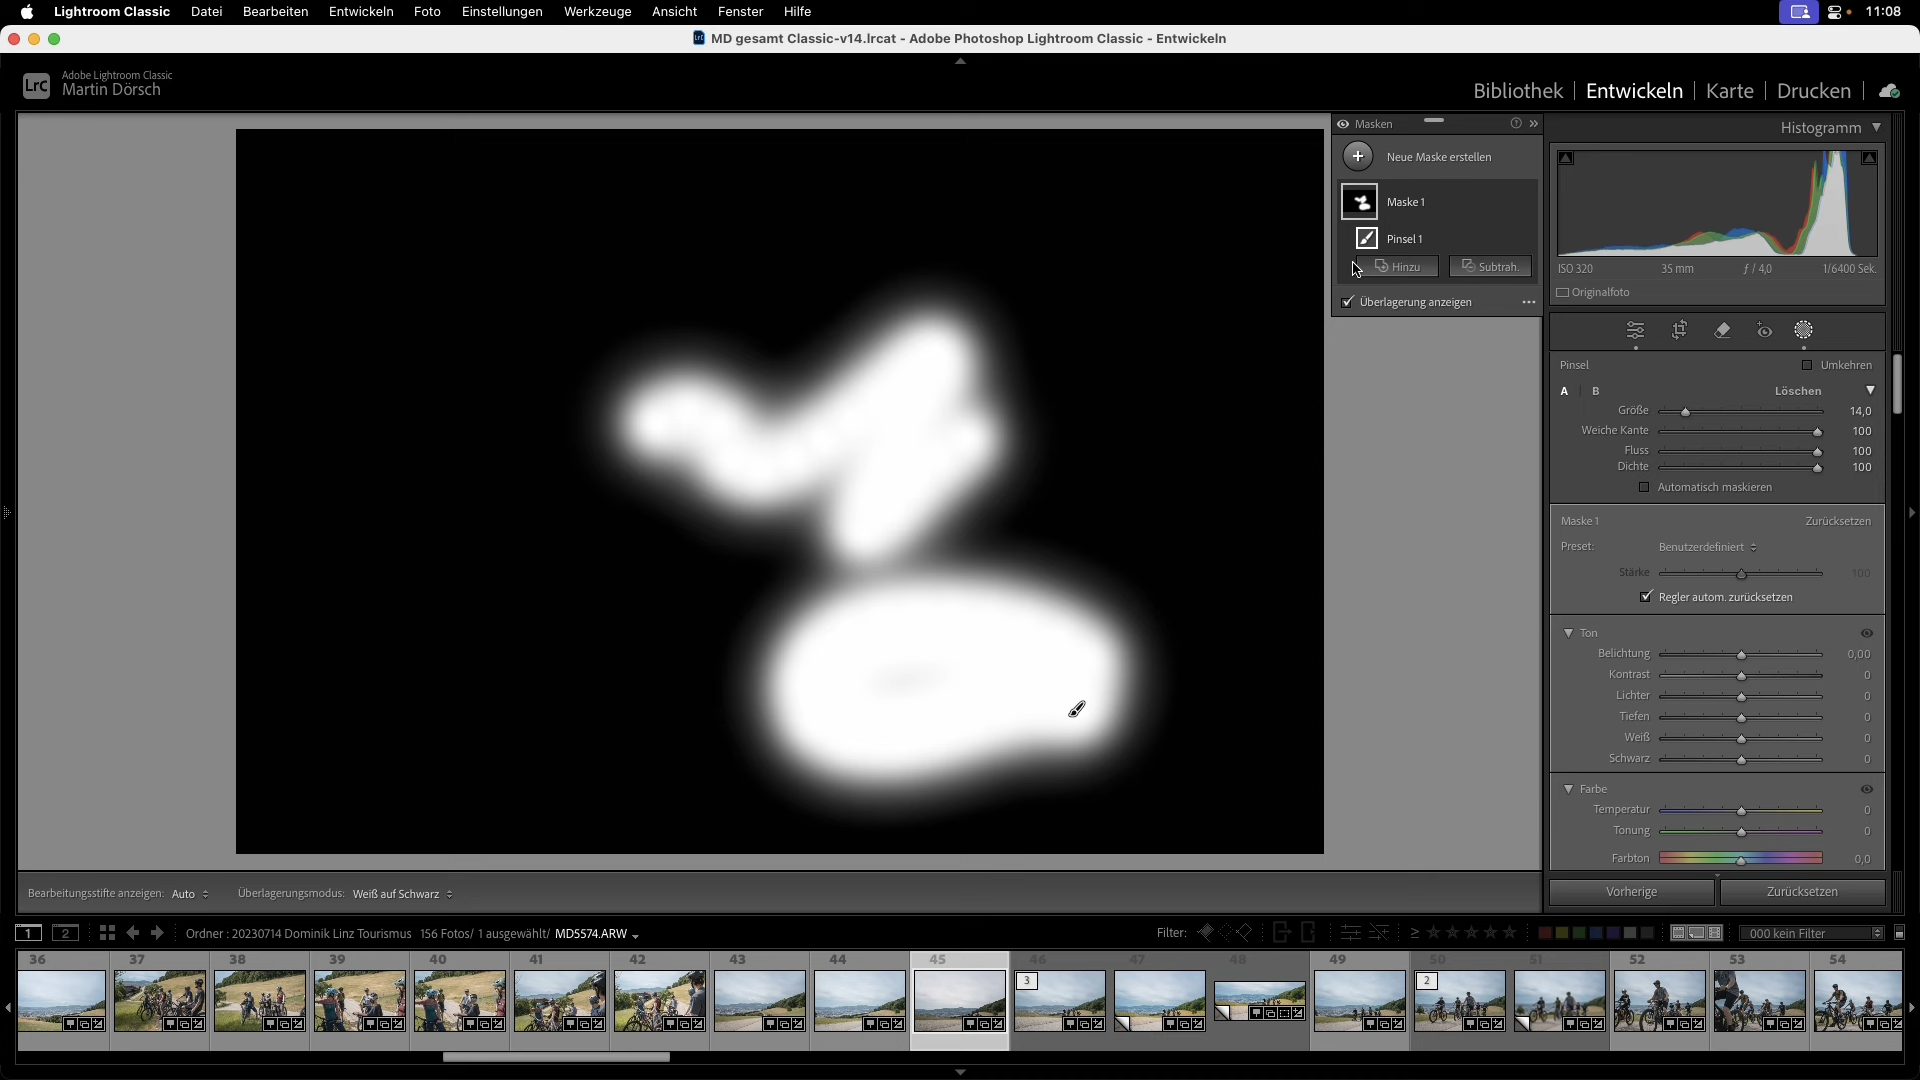 Lightroom Classic Datei Bearbeiten Entwickeln Foto Einstellungen Werkzeuge Ansicht Fenster Hilfe 11:08
MD gesamt Classic-v14.lrcat - Adobe Photoshop Lightroom Classic - Entwickeln
LrC Adobe Lightroom Classic
Martin Dörsch
Bibliothek | Entwickeln | Karte | Drucken
Masken
Neue Maske erstellen
Maske 1
Pinsel 1
Hinzu Subtrah.
Überlagerung anzeigen
Histogramm
ISO 320 35 mm ƒ / 4,0 1/6400 Sek.
Originalfoto
Pinsel Umkehren
A B Löschen
Größe 14,0
Weiche Kante 100
Fluss 100
Dichte 100
Automatisch maskieren
Maske 1 Zurücksetzen
Preset: Benutzerdefiniert
Stärke 100
Regler autom. zurücksetzen
Ton
Belichtung 0,00
Kontrast 0
Lichter 0
Tiefen 0
Weiß 0
Schwarz 0
Farbe
Temperatur 0
Tonung 0
Farbton 0,0
Vorherige Zurücksetzen
Bearbeitungsstifte anzeigen: Auto Überlagerungsmodus: Weiß auf Schwarz
1 2 Ordner : 20230714 Dominik Linz Tourismus 156 Fotos/ 1 ausgewählt/ MD5574.ARW Filter: ≥ 000 kein Filter
36 37 38 39 40 41 42 43 44 45 46 47 48 49 50 51 52 53 54
3 2